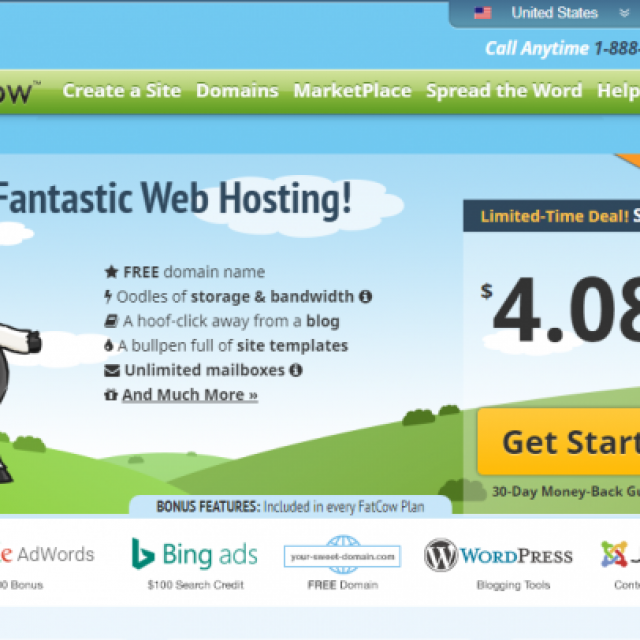 United States
Call Anytime 1-888-
ow™ Create a Site Domains MarketPlace Spread the Word Help
Fantastic Web Hosting!
Limited-Time Deal! S
FREE domain name
Oodles of storage & bandwidth
A hoof-click away from a blog
A bullpen full of site templates
Unlimited mailboxes
And Much More »
$4.08
Get Start
30-Day Money-Back Gu
BONUS FEATURES: Included in every FatCow Plan
le AdWords
00 Bonus
Bing ads
$100 Search Credit
your-sweet-domain.com
FREE Domain
WORDPRESS
Blogging Tools
J
Conte